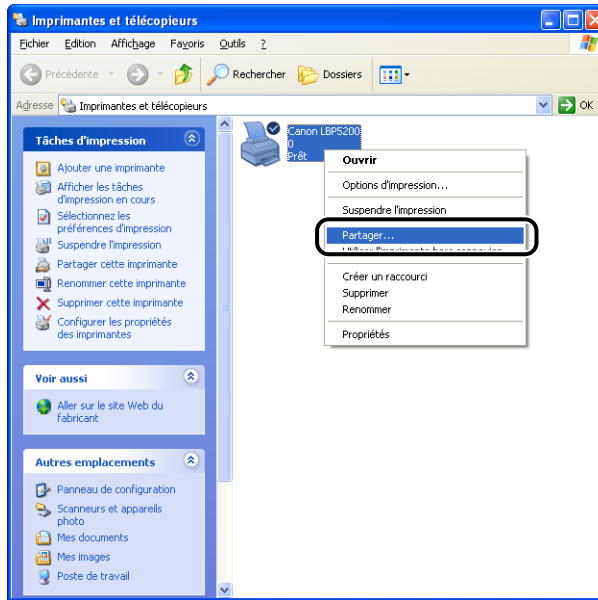 Imprimantes et télécopieurs
Fichier Edition Affichage Favoris Outils ?
Précédente Rechercher Dossiers
Adresse Imprimantes et télécopieurs OK
Tâches d'impression
Ajouter une imprimante
Afficher les tâches
d'impression en cours
Sélectionnez les
préférences d'impression
Suspendre l'impression
Partager cette imprimante
Renommer cette imprimante
Supprimer cette imprimante
Configurer les propriétés
des imprimantes
Voir aussi
Aller sur le site Web du
fabricant
Autres emplacements
Panneau de configuration
Scanneurs et appareils
photo
Mes documents
Mes images
Poste de travail
Canon LBP5200
0
Prêt
Ouvrir
Options d'impression...
Suspendre l'impression
Partager...
Utiliser l'imprimante hors connexion
Créer un raccourci
Supprimer
Renommer
Propriétés